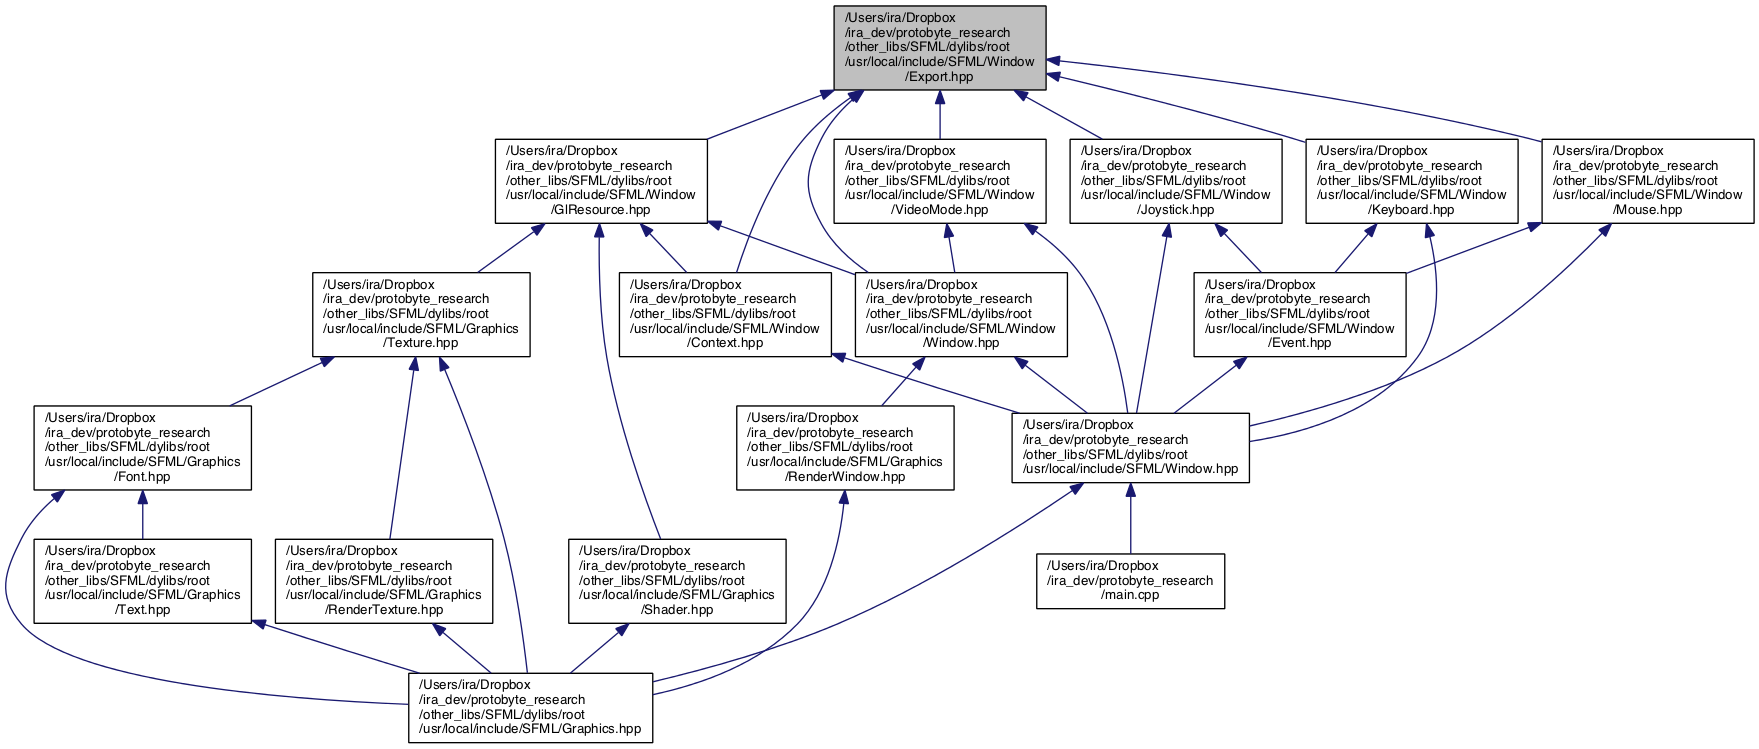 /Users/ira/Dropbox
/ira_dev/protobyte_research
/other_libs/SFML/dylibs/root
/usr/local/include/SFML/Window
/Export.hpp
/Users/ira/Dropbox
/ira_dev/protobyte_research
/other_libs/SFML/dylibs/root
/usr/local/include/SFML/Window
/GlResource.hpp
/Users/ira/Dropbox
/ira_dev/protobyte_research
/other_libs/SFML/dylibs/root
/usr/local/include/SFML/Window
/VideoMode.hpp
/Users/ira/Dropbox
/ira_dev/protobyte_research
/other_libs/SFML/dylibs/root
/usr/local/include/SFML/Window
/Joystick.hpp
/Users/ira/Dropbox
/ira_dev/protobyte_research
/other_libs/SFML/dylibs/root
/usr/local/include/SFML/Window
/Keyboard.hpp
/Users/ira/Dropbox
/ira_dev/protobyte_research
/other_libs/SFML/dylibs/root
/usr/local/include/SFML/Window
/Mouse.hpp
/Users/ira/Dropbox
/ira_dev/protobyte_research
/other_libs/SFML/dylibs/root
/usr/local/include/SFML/Graphics
/Texture.hpp
/Users/ira/Dropbox
/ira_dev/protobyte_research
/other_libs/SFML/dylibs/root
/usr/local/include/SFML/Window
/Context.hpp
/Users/ira/Dropbox
/ira_dev/protobyte_research
/other_libs/SFML/dylibs/root
/usr/local/include/SFML/Window
/Window.hpp
/Users/ira/Dropbox
/ira_dev/protobyte_research
/other_libs/SFML/dylibs/root
/usr/local/include/SFML/Window
/Event.hpp
/Users/ira/Dropbox
/ira_dev/protobyte_research
/other_libs/SFML/dylibs/root
/usr/local/include/SFML/Graphics
/Font.hpp
/Users/ira/Dropbox
/ira_dev/protobyte_research
/other_libs/SFML/dylibs/root
/usr/local/include/SFML/Graphics
/RenderWindow.hpp
/Users/ira/Dropbox
/ira_dev/protobyte_research
/other_libs/SFML/dylibs/root
/usr/local/include/SFML/Window.hpp
/Users/ira/Dropbox
/ira_dev/protobyte_research
/other_libs/SFML/dylibs/root
/usr/local/include/SFML/Graphics
/Text.hpp
/Users/ira/Dropbox
/ira_dev/protobyte_research
/other_libs/SFML/dylibs/root
/usr/local/include/SFML/Graphics
/RenderTexture.hpp
/Users/ira/Dropbox
/ira_dev/protobyte_research
/other_libs/SFML/dylibs/root
/usr/local/include/SFML/Graphics
/Shader.hpp
/Users/ira/Dropbox
/ira_dev/protobyte_research
/main.cpp
/Users/ira/Dropbox
/ira_dev/protobyte_research
/other_libs/SFML/dylibs/root
/usr/local/include/SFML/Graphics.hpp